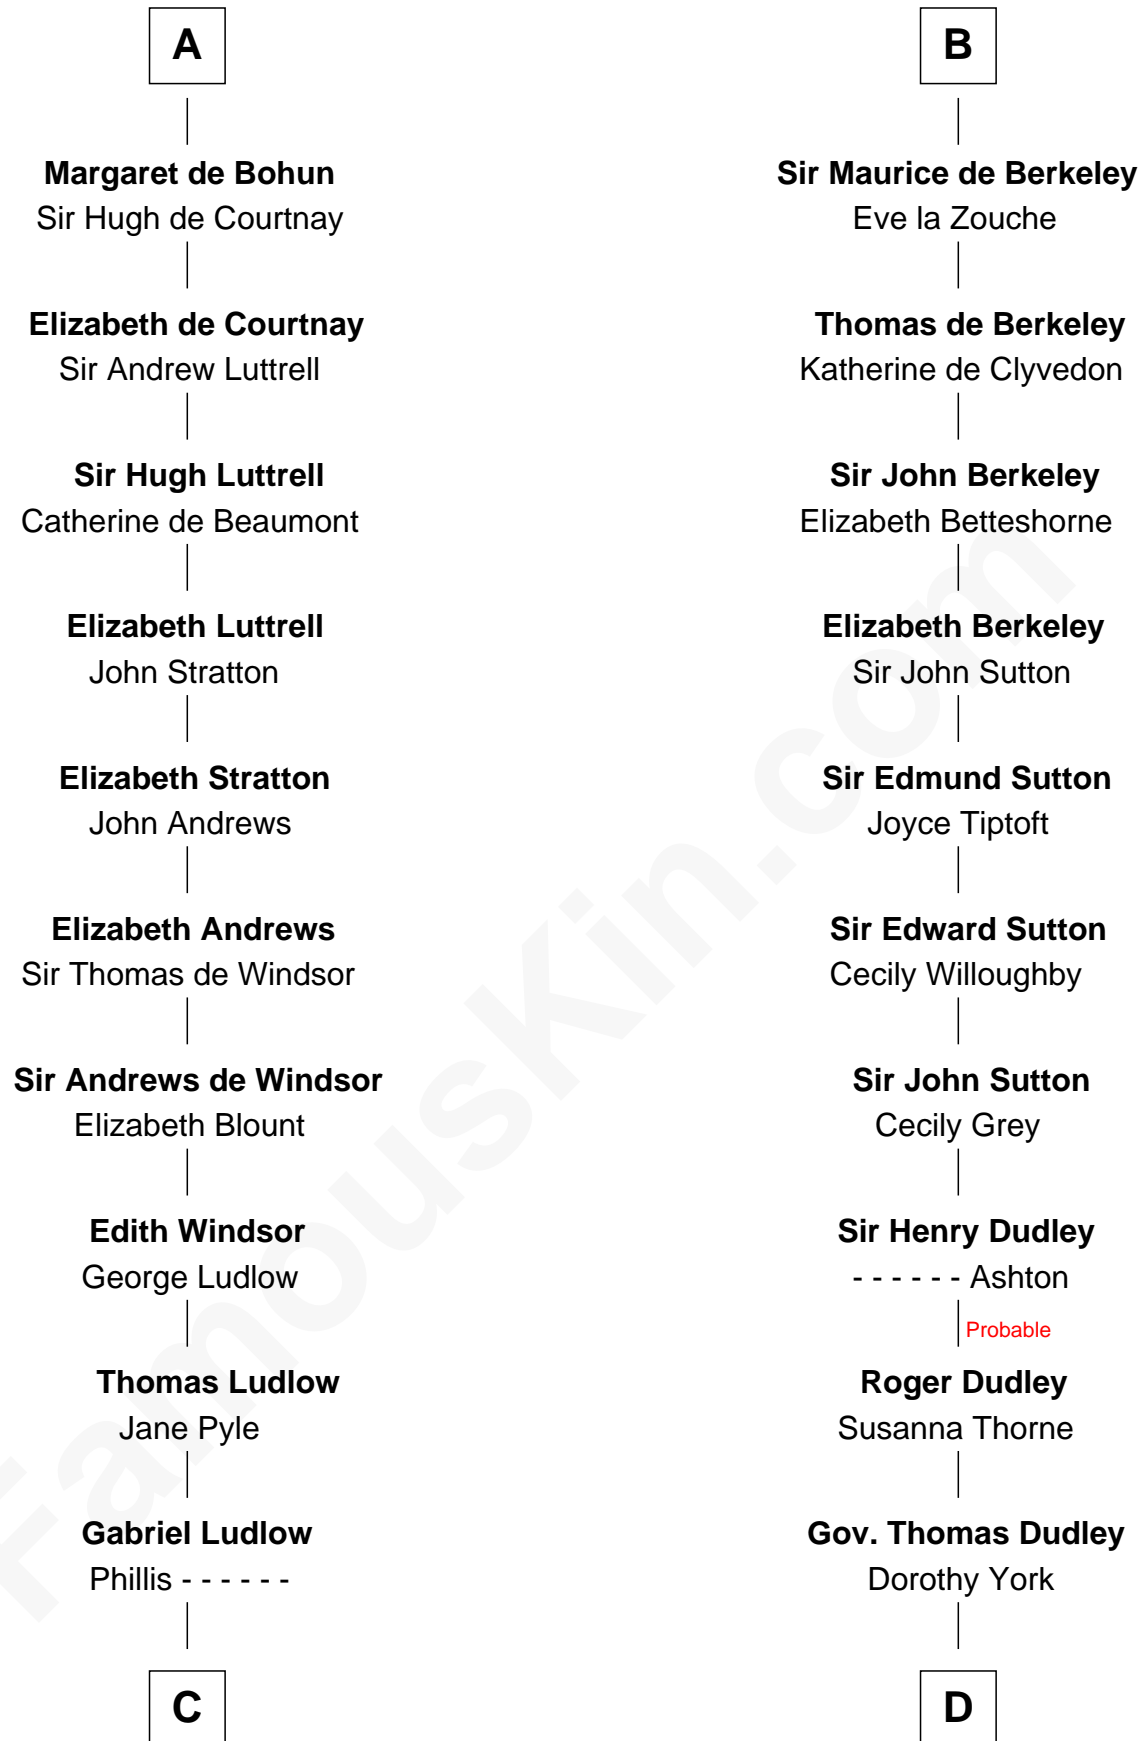 A
Margaret de Bohun
Sir Hugh de Courtnay
Elizabeth de Courtnay
Sir Andrew Luttrell
Sir Hugh Luttrell
Catherine de Beaumont
Elizabeth Luttrell
John Stratton
Elizabeth Stratton
John Andrews
Elizabeth Andrews
Sir Thomas de Windsor
Sir Andrews de Windsor
Elizabeth Blount
Edith Windsor
George Ludlow
Thomas Ludlow
Jane Pyle
Gabriel Ludlow
Phillis - - - - - -
C
B
Sir Maurice de Berkeley
Eve la Zouche
Thomas de Berkeley
Katherine de Clyvedon
Sir John Berkeley
Elizabeth Betteshorne
Elizabeth Berkeley
Sir John Sutton
Sir Edmund Sutton
Joyce Tiptoft
Sir Edward Sutton
Cecily Willoughby
Sir John Sutton
Cecily Grey
Sir Henry Dudley
- - - - - - Ashton
Probable
Roger Dudley
Susanna Thorne
Gov. Thomas Dudley
Dorothy York
D
FamousKin.com